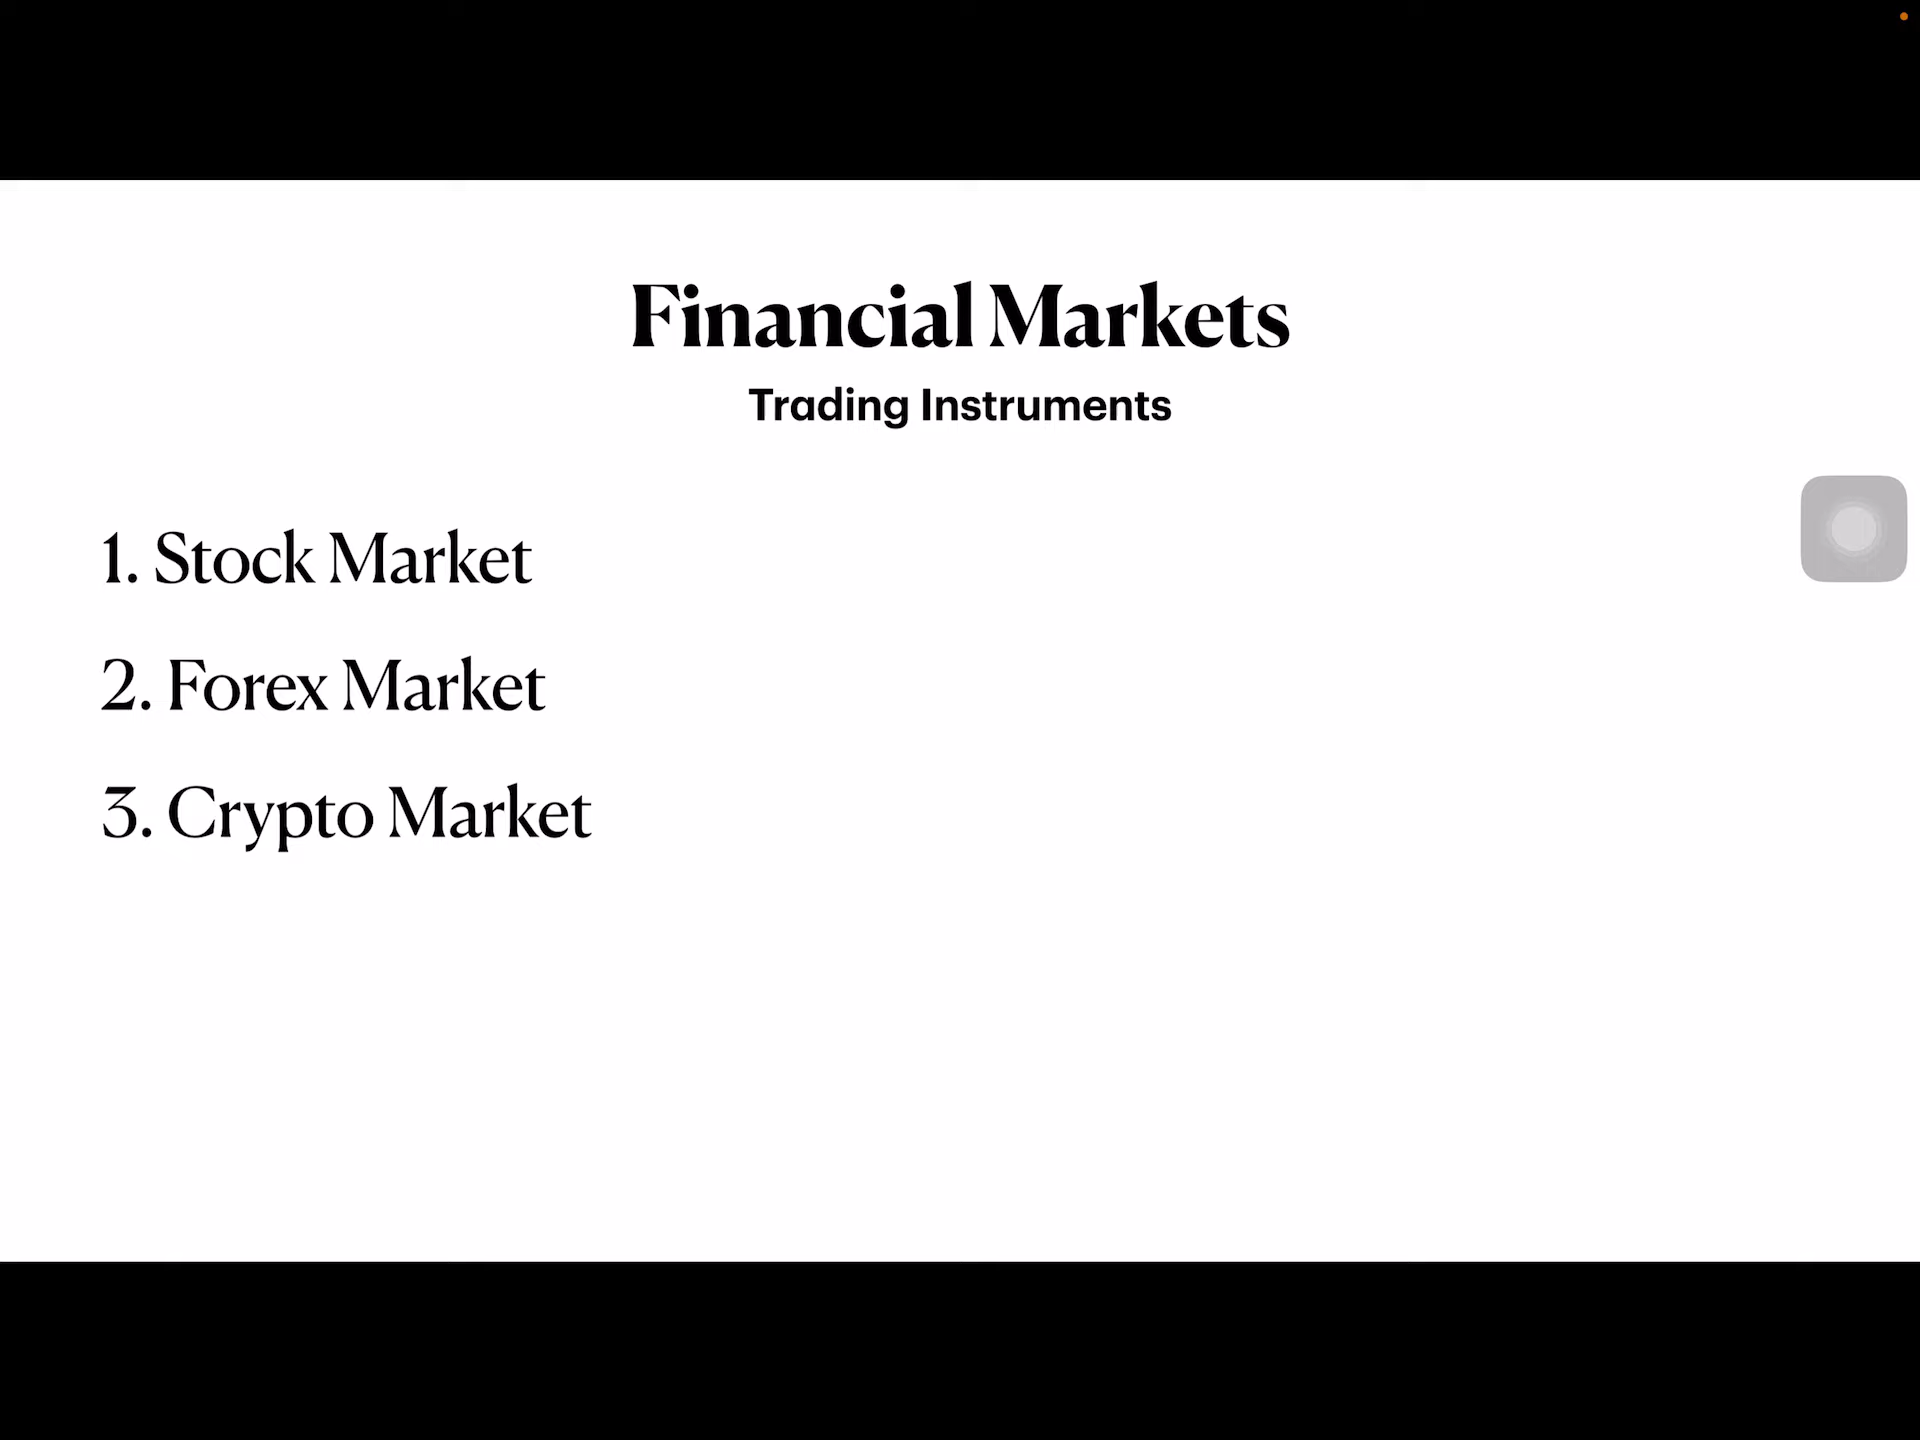 Financial Markets
Trading Instruments
1. Stock Market
2. Forex Market
3. Crypto Market